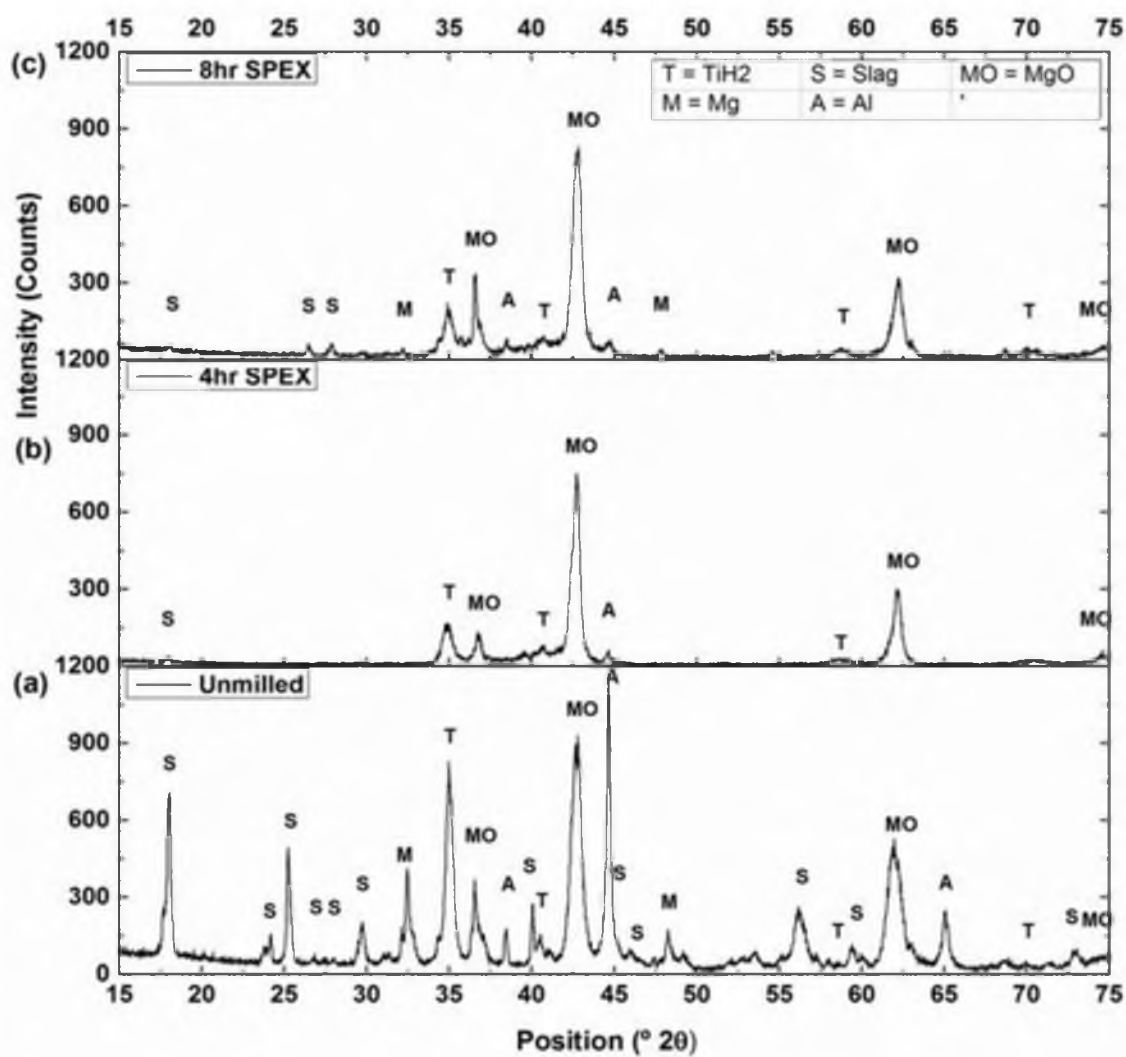 15 20 25 30 35 40 45 50 55 60 65 70 75
(c) 1200 8hr SPEX T = TiH2 S = Slag MO = MgO
M = Mg A = Al '
MO
900
600
MO MO
300 T A A
S S S M T M T T MO
1200 4hr SPEX
900
(b) MO
600
MO
300 T MO A
S T T MO
1200
(a) Unmilled A
MO
900 T
S
600 S MO MO
M S
300 S A S M S A
S S S T S T S T S MO
0
15 20 25 30 35 40 45 50 55 60 65 70 75
Position (º 2θ)
Intensity (Counts)